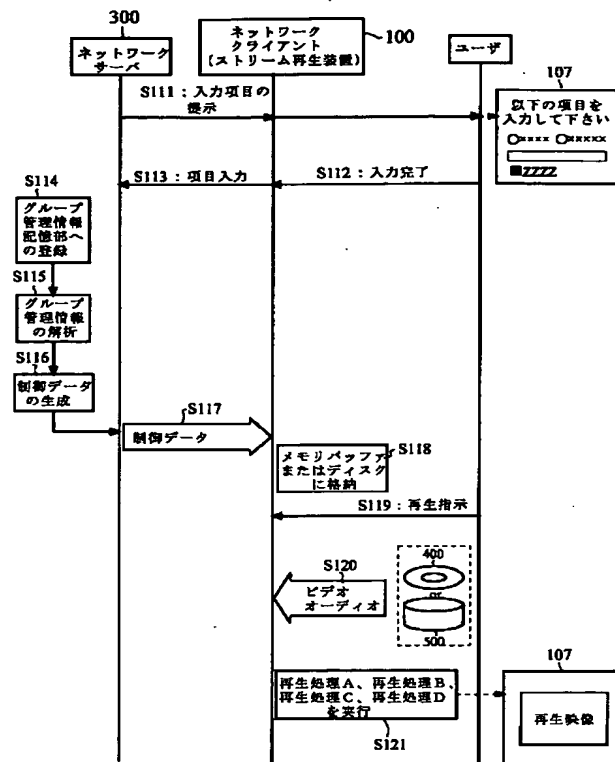 300
ネットワーク
サーバ
ネットワーク
クライアント
(ストリーム再生装置)
100
ユーザ
107
以下の項目を
入力して下さい
○×××× ○×××××
■ZZZZ
S111:入力項目の
提示
S113:項目入力
S112:入力完了
S114
グループ
管理情報
記憶部へ
の登録
S115
グループ
管理情報
の解析
S116
制御データ
の生成
S117
制御データ
S118
メモリバッファ
またはディスク
に格納
S119:再生指示
S120
ビデオ
オーディオ
400
or
500
再生処理A、再生処理B、
再生処理C、再生処理D
を実行
S121
107
再生映像